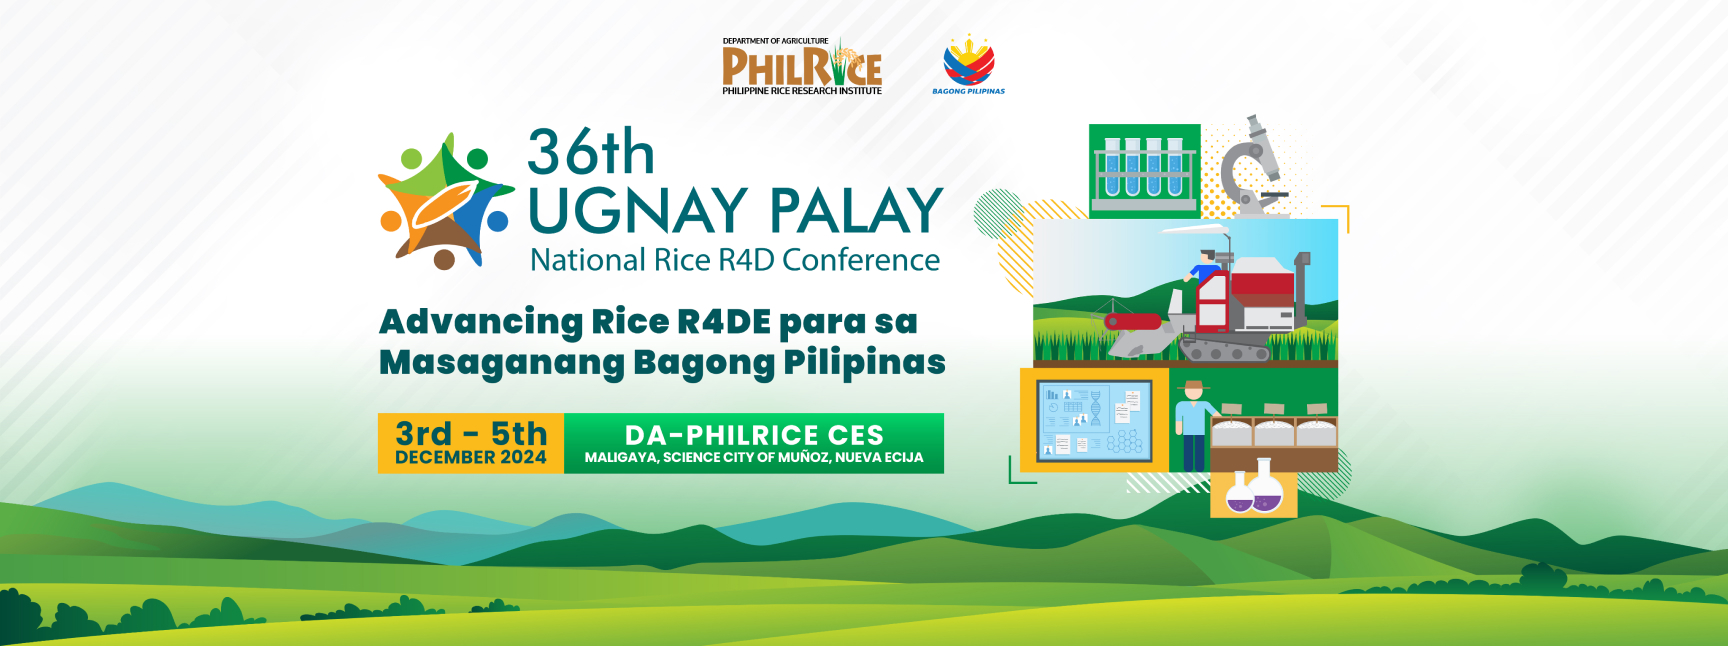 DEPARTMENT OF AGRICULTURE
PHILRICE
PHILIPPINE RICE RESEARCH INSTITUTE
BAGONG PILIPINAS
36th
UGNAY PALAY
National Rice R4D Conference
Advancing Rice R4DE para sa
Masaganang Bagong Pilipinas
3rd - 5th
DECEMBER 2024
DA-PHILRICE CES
MALIGAYA, SCIENCE CITY OF MUÑOZ, NUEVA ECIJA